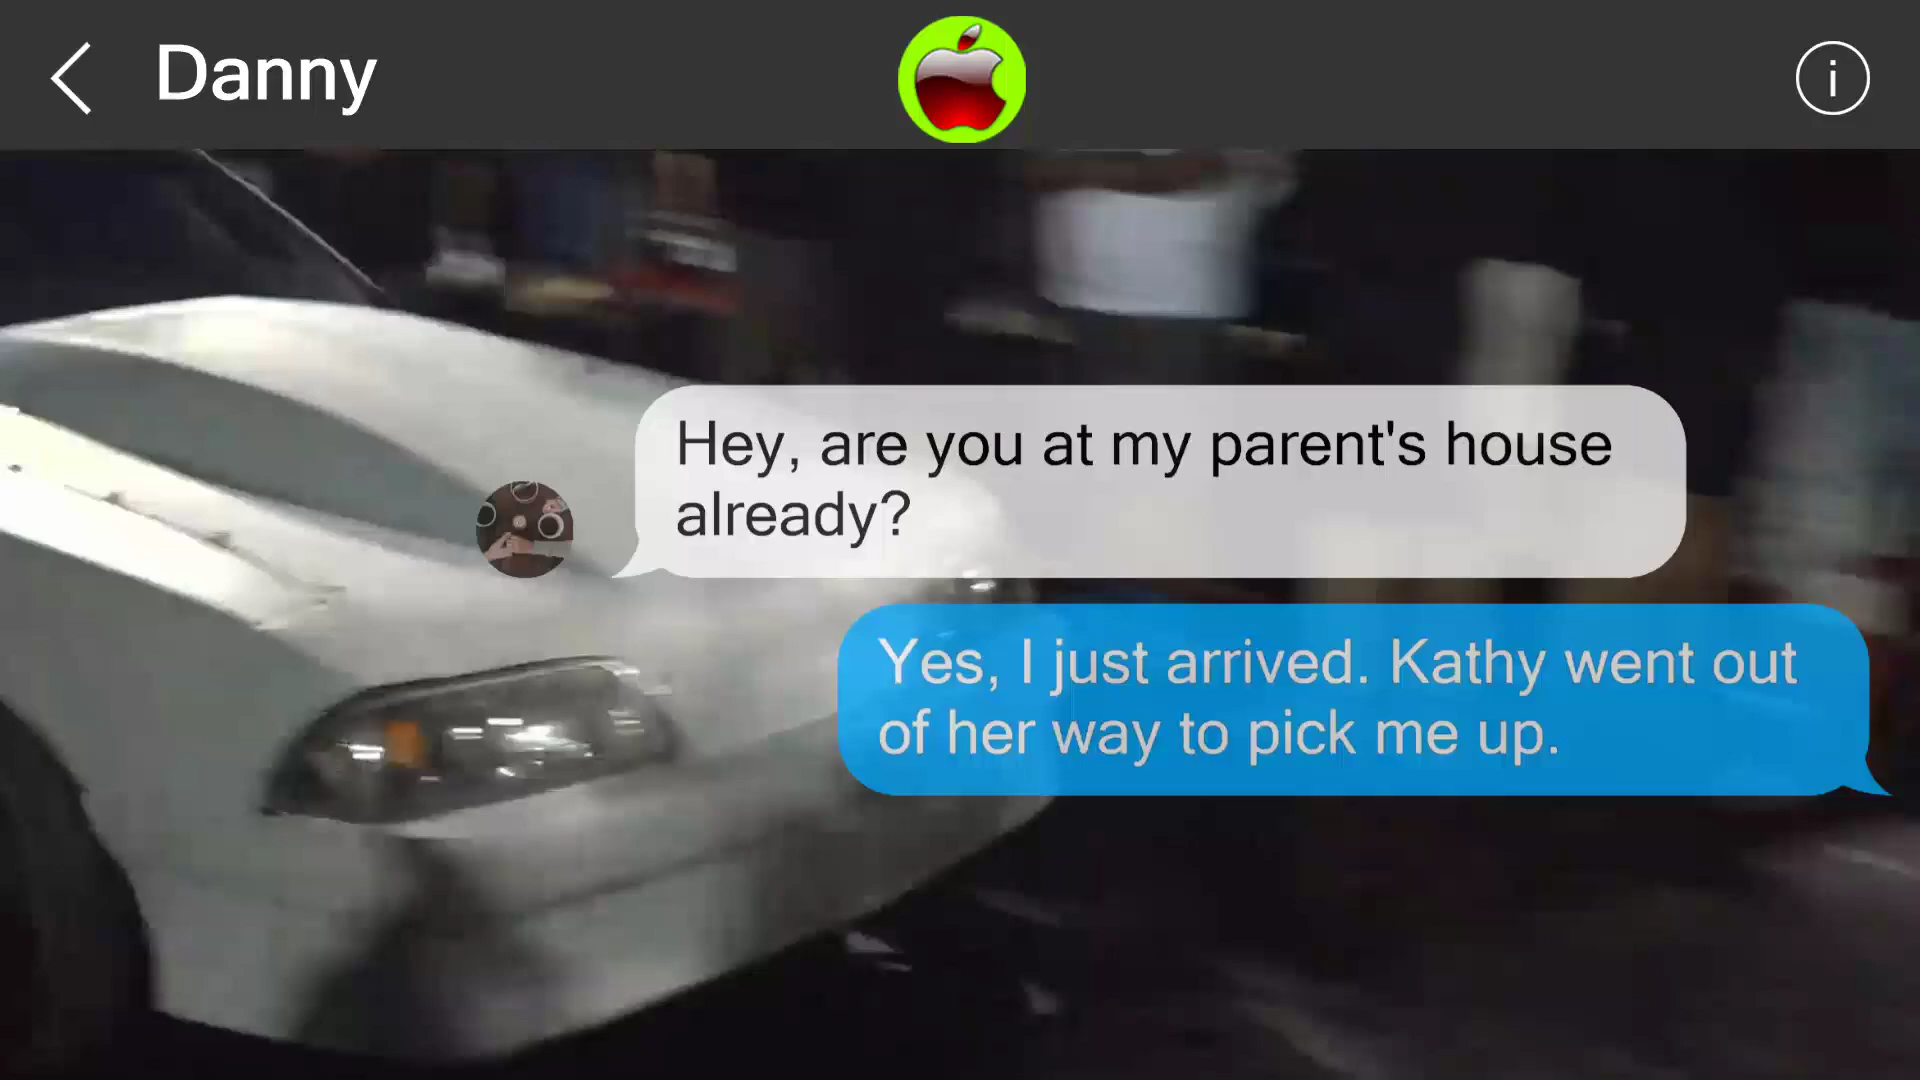 Danny
i
Hey, are you at my parent's house
already?
Yes, I just arrived. Kathy went out
of her way to pick me up.